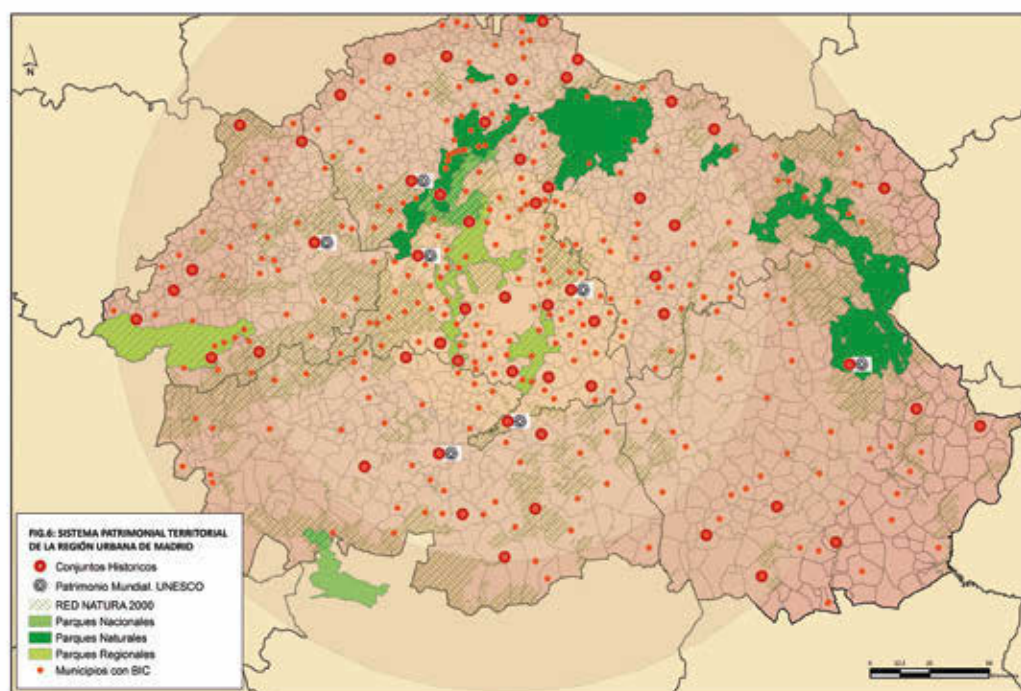 N
FIG.6: SISTEMA PATRIMONIAL TERRITORIAL
DE LA REGIÓN URBANA DE MADRID
Conjuntos Historicos
Patrimonio Mundial. UNESCO
RED NATURA 2000
Parques Nacionales
Parques Naturales
Parques Regionales
Municipios con BIC